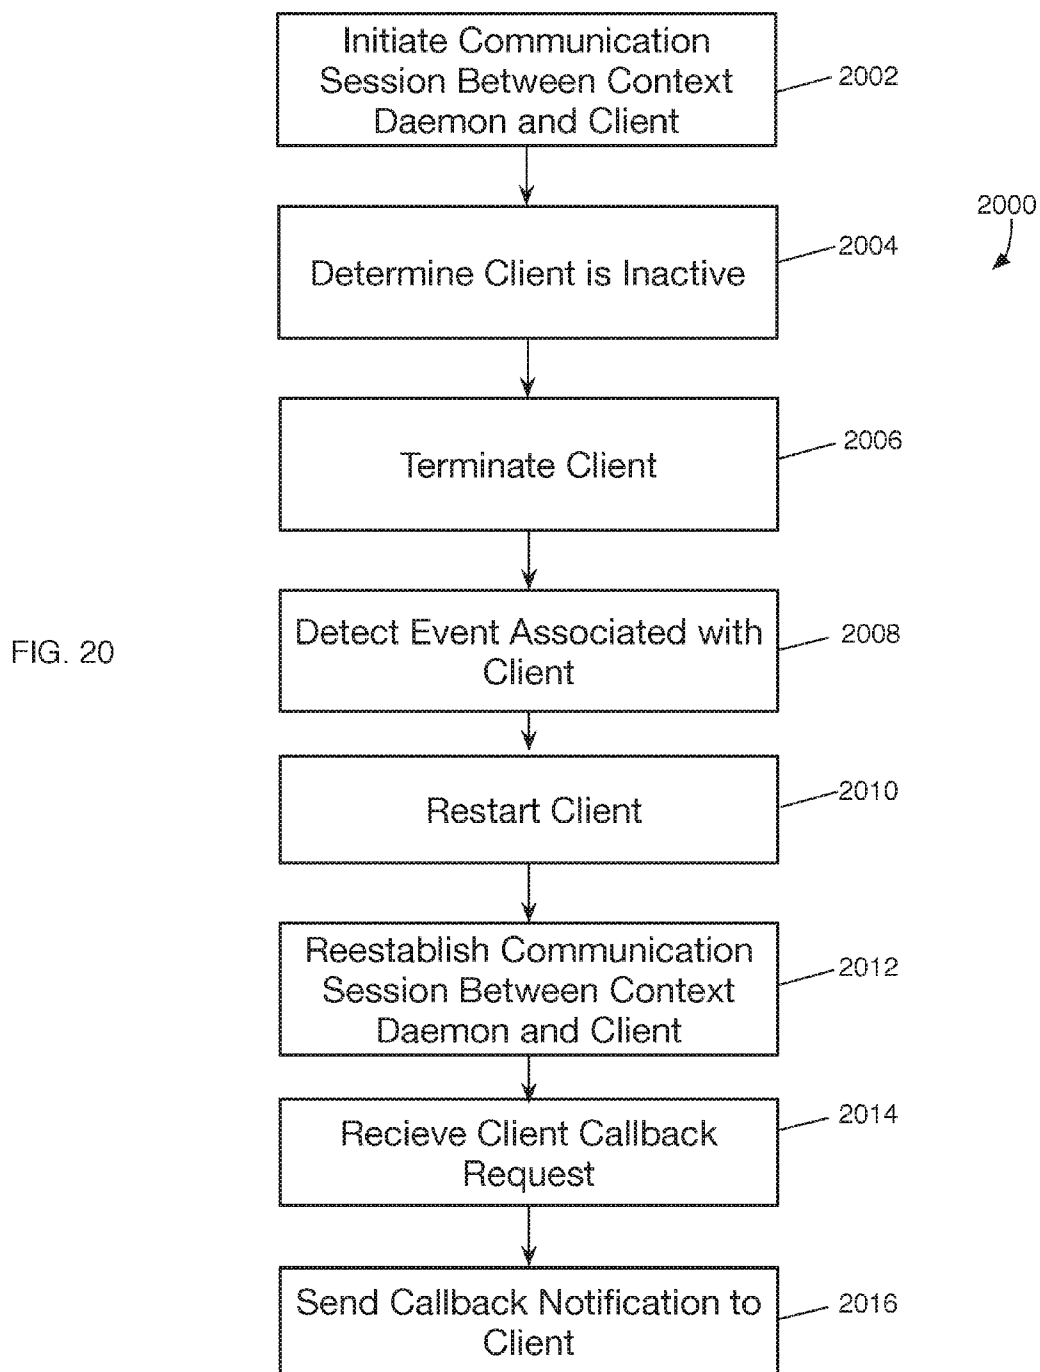 Initiate Communication
Session Between Context
Daemon and Client
2002
2000
Determine Client is Inactive
2004
Terminate Client
2006
FIG. 20
Detect Event Associated with
Client
2008
Restart Client
2010
Reestablish Communication
Session Between Context
Daemon and Client
2012
Recieve Client Callback
Request
2014
Send Callback Notification to
Client
2016